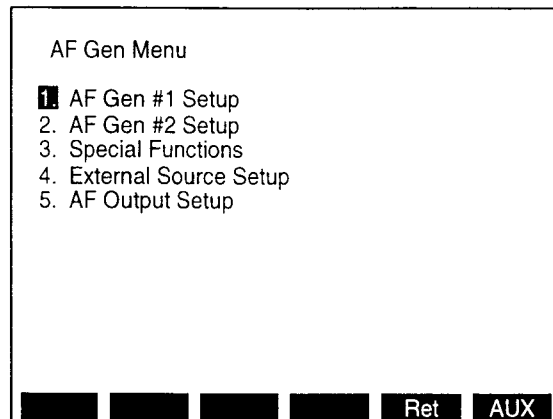 AF Gen Menu
1. AF Gen #1 Setup
2. AF Gen #2 Setup
3. Special Functions
4. External Source Setup
5. AF Output Setup
Ret AUX